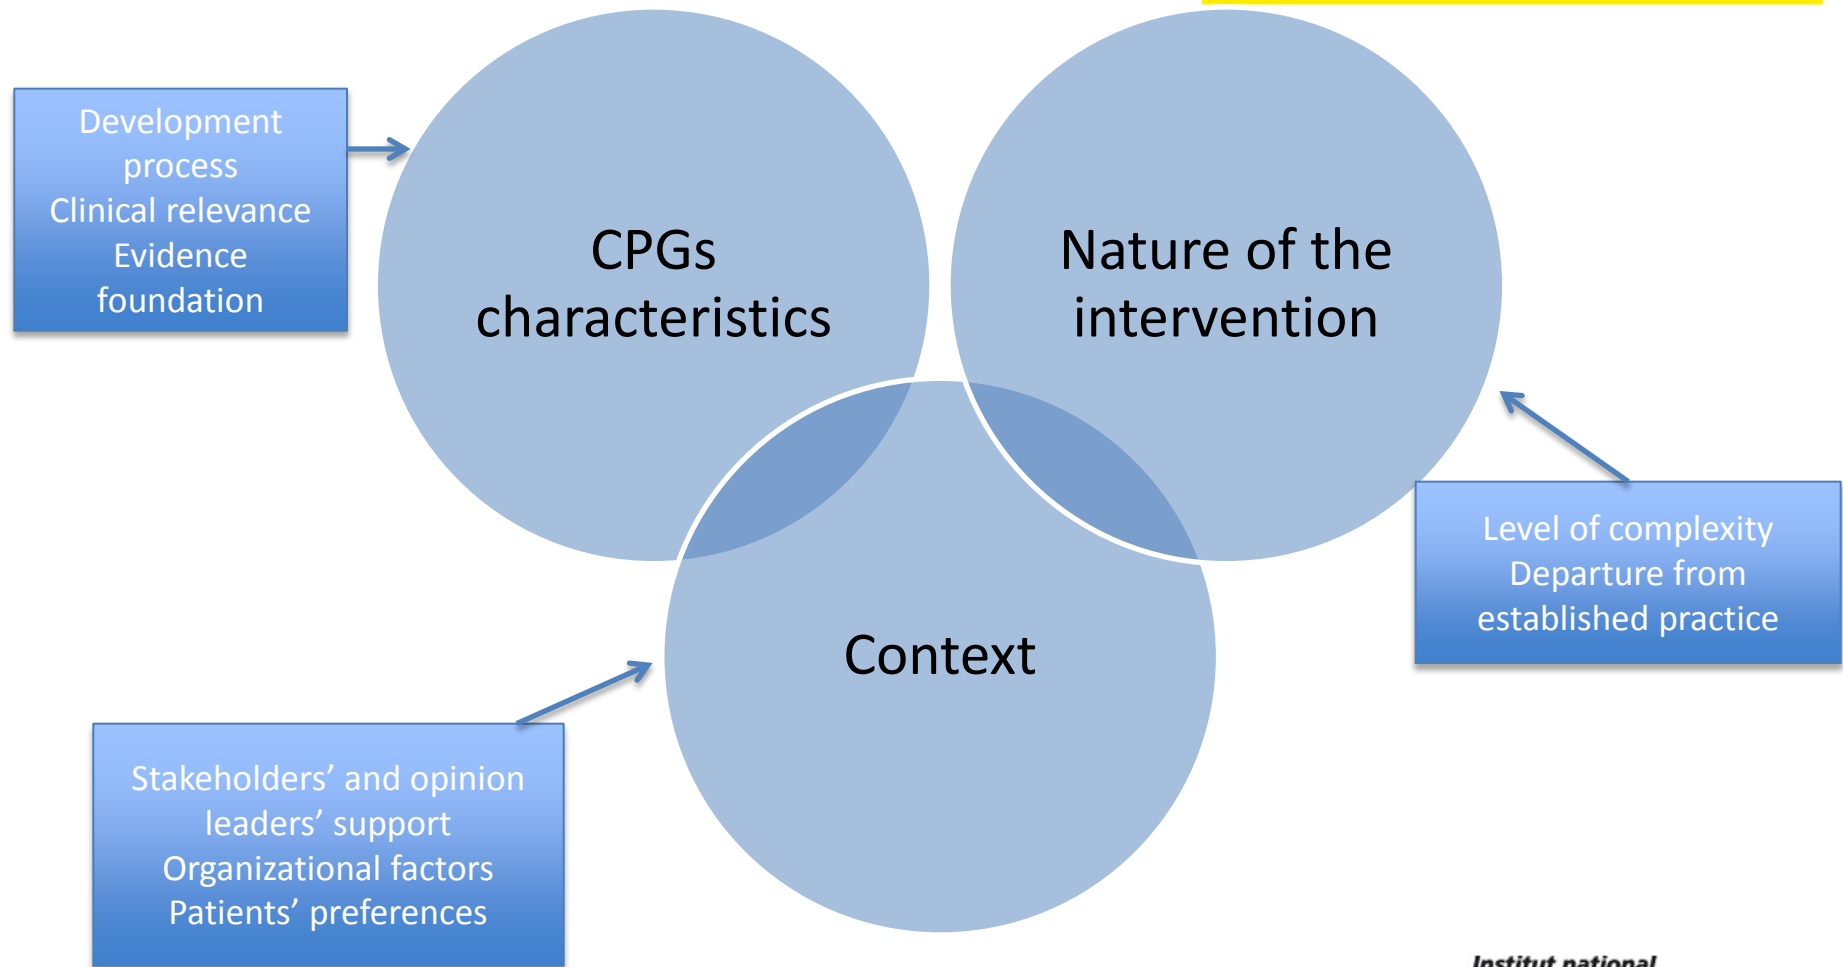 Development
process
Clinical relevance
Evidence
foundation
CPGs
characteristics
Nature of the
intervention
Level of complexity
Departure from
established practice
Context
Stakeholders’ and opinion
leaders’ support
Organizational factors
Patients’ preferences
Institut national